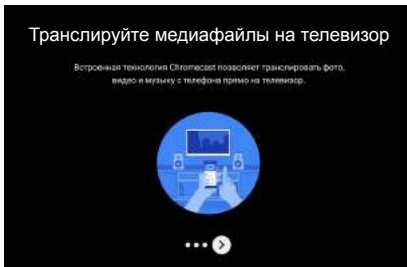 Транслируйте медиафайлы на телевизор
Встроенная технология Chromecast позволяет транслировать фото,
видео и музыку с телефона прямо на телевизор.